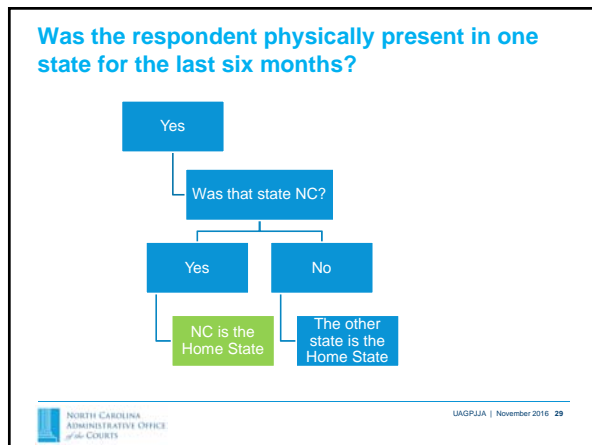 Was the respondent physically present in one
state for the last six months?
Yes
Was that state NC?
Yes
No
NC is the
Home State
The other
state is the
Home State
NORTH CAROLINA
ADMINISTRATIVE OFFICE
of the COURTS
UAGPJJA | November 2016 29